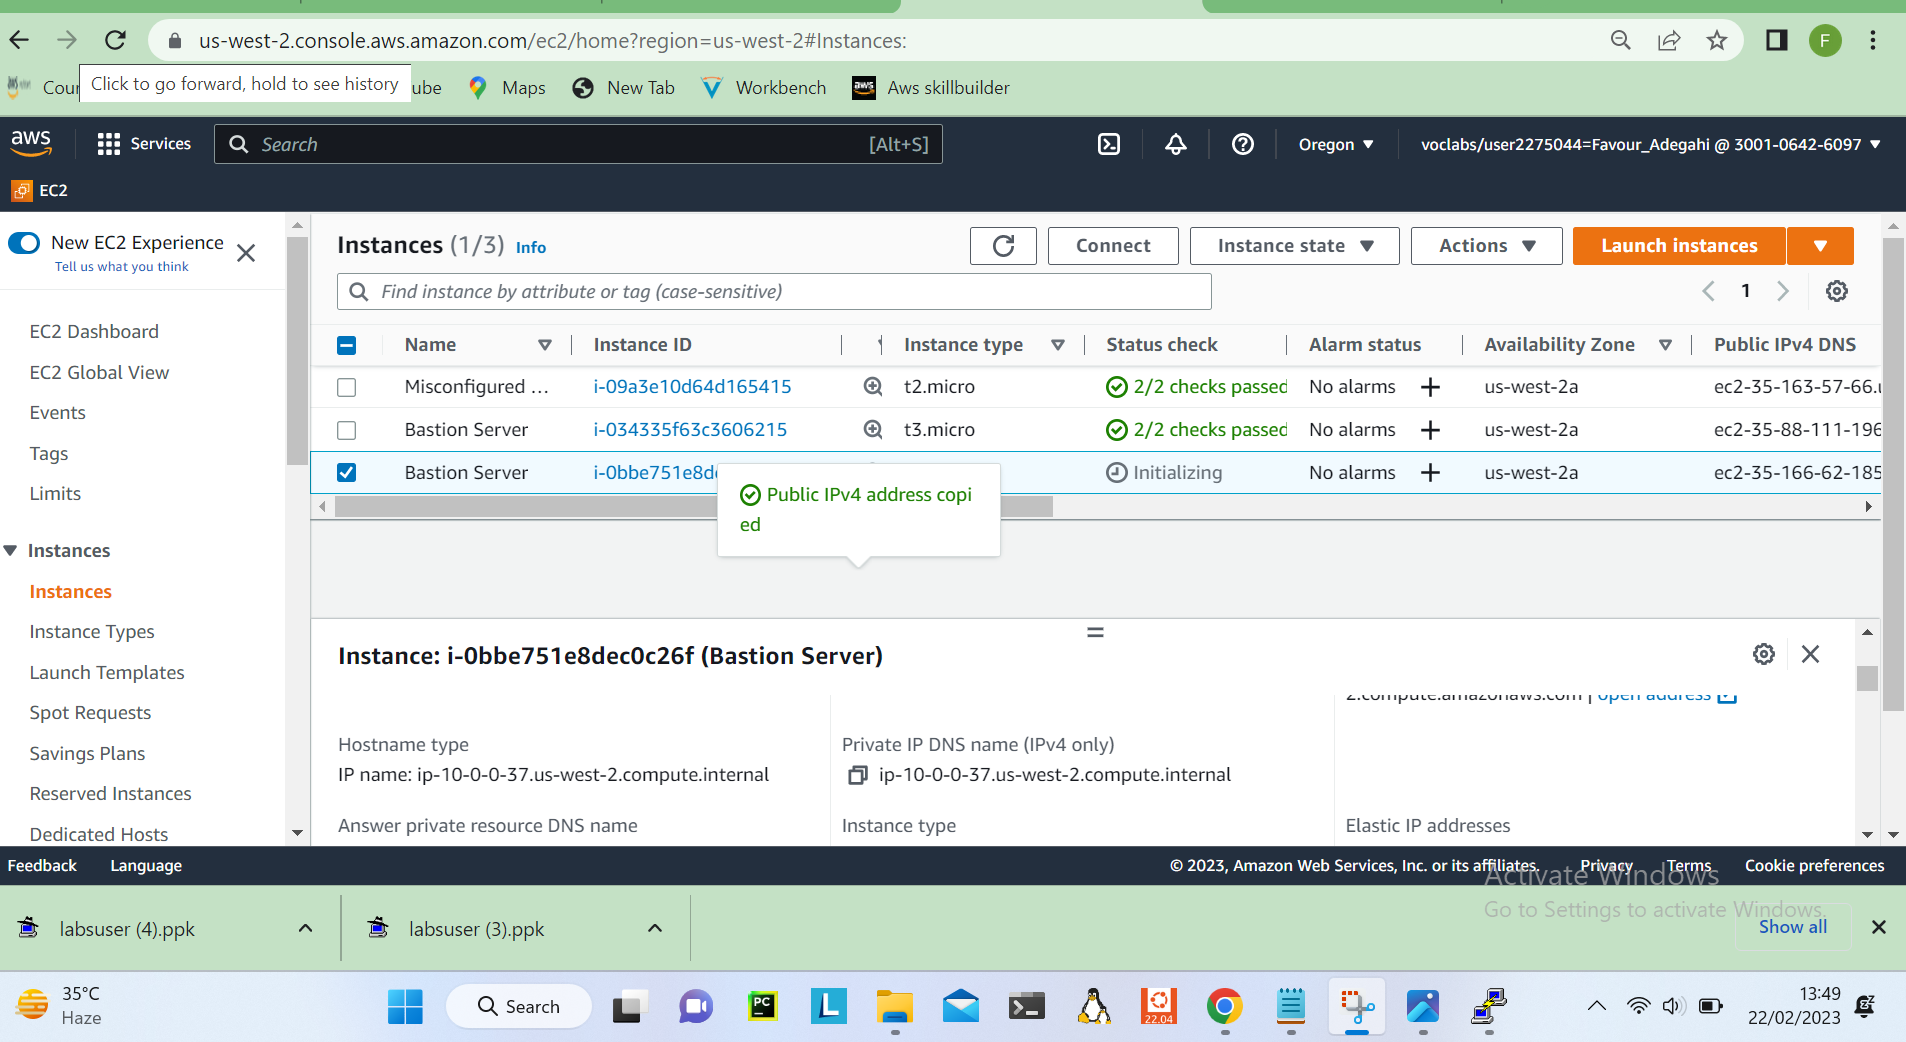 us-west-2.console.aws.amazon.com/ec2/home?region=us-west-2#Instances:
F
Click to go forward, hold to see history
Maps
New Tab
Workbench
aws
Aws skillbuilder
aws
Services
Search
[Alt+S]
Oregon
voclabs/user2275044=Favour_Adegahi @ 3001-0642-6097
EC2
New EC2 Experience
Tell us what you think
EC2 Dashboard
EC2 Global View
Events
Tags
Limits
Instances
Instances
Instance Types
Launch Templates
Spot Requests
Savings Plans
Reserved Instances
Dedicated Hosts
Instances (1/3) Info
Connect
Instance state
Actions
Launch instances
Find instance by attribute or tag (case-sensitive)
1
Name Instance ID Instance type Status check Alarm status Availability Zone Public IPv4 DNS
Misconfigured ... i-09a3e10d64d165415 t2.micro 2/2 checks passed No alarms + us-west-2a ec2-35-163-57-66.
Bastion Server i-034335f63c3606215 t3.micro 2/2 checks passed No alarms + us-west-2a ec2-35-88-111-196
Bastion Server i-0bbe751e8d Initializing No alarms + us-west-2a ec2-35-166-62-185
Public IPv4 address copi
ed
Instance: i-0bbe751e8dec0c26f (Bastion Server)
2.compute.amazonaws.com | open address
Hostname type
IP name: ip-10-0-0-37.us-west-2.compute.internal
Private IP DNS name (IPv4 only)
ip-10-0-0-37.us-west-2.compute.internal
Answer private resource DNS name
Instance type
Elastic IP addresses
Feedback
Language
© 2023, Amazon Web Services, Inc. or its affiliates.
Privacy
Terms
Cookie preferences
Activate Windows
Go to Settings to activate Windows.
labsuser (4).ppk
labsuser (3).ppk
Show all
35°C
Haze
Search
PC
L
22.04
13:49
22/02/2023